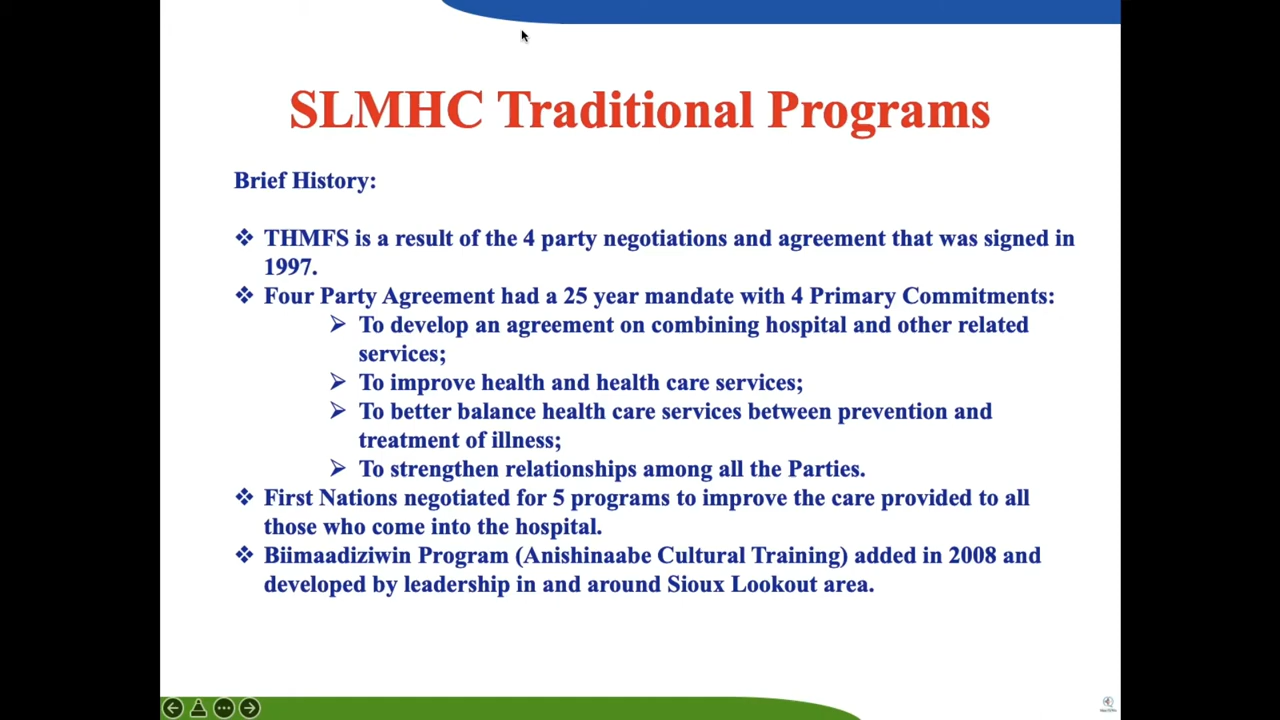 SLMHC Traditional Programs
Brief History:
❖ THMFS is a result of the 4 party negotiations and agreement that was signed in
1997.
❖ Four Party Agreement had a 25 year mandate with 4 Primary Commitments:
➢ To develop an agreement on combining hospital and other related
services;
➢ To improve health and health care services;
➢ To better balance health care services between prevention and
treatment of illness;
➢ To strengthen relationships among all the Parties.
❖ First Nations negotiated for 5 programs to improve the care provided to all
those who come into the hospital.
❖ Biimaadiziwin Program (Anishinaabe Cultural Training) added in 2008 and
developed by leadership in and around Sioux Lookout area.